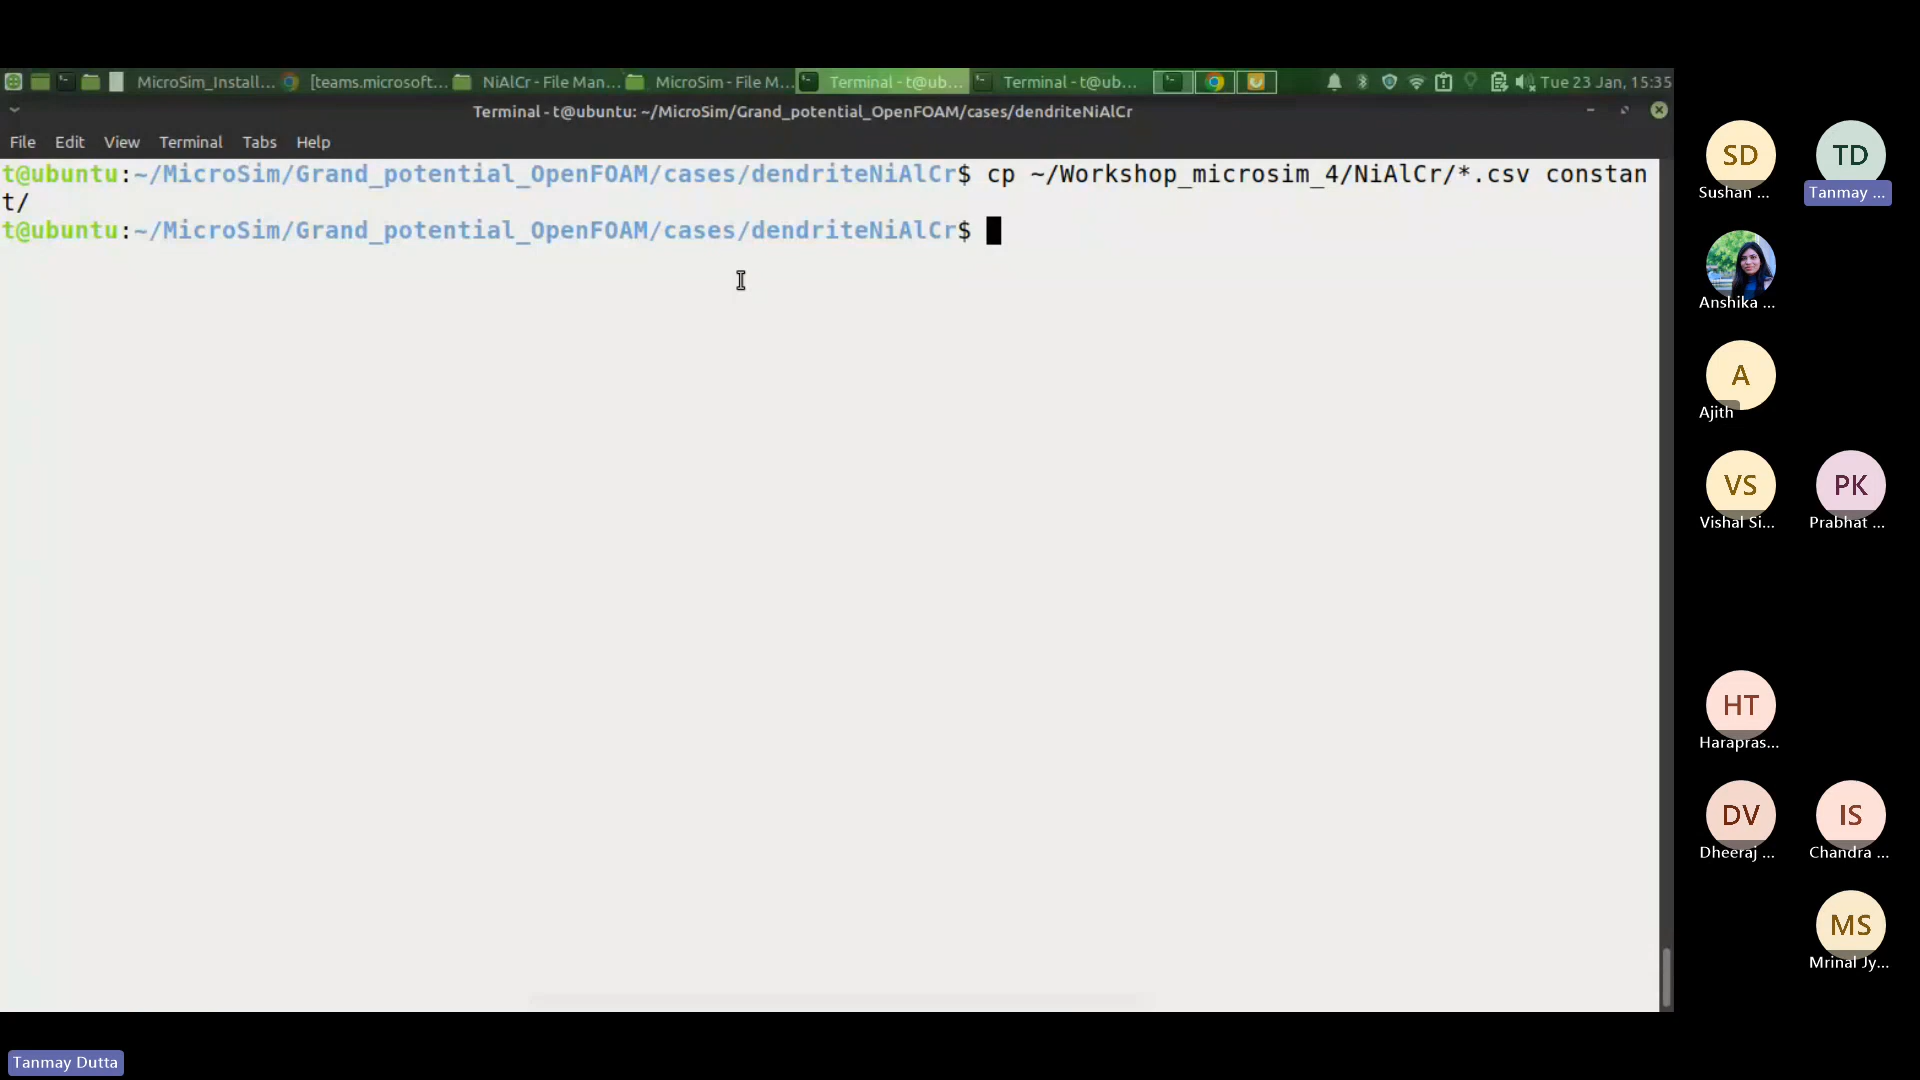 MicroSim_Install...
[teams.microsoft...
NiAlCr - File Man...
MicroSim - File M...
Terminal - t@ub...
Terminal - t@ub...
Tue 23 Jan, 15:35
Terminal - t@ubuntu: ~/MicroSim/Grand_potential_OpenFOAM/cases/dendriteNiAlCr
File Edit View Terminal Tabs Help
t@ubuntu:~/MicroSim/Grand_potential_OpenFOAM/cases/dendriteNiAlCr$ cp ~/Workshop_microsim_4/NiAlCr/*.csv constan
t/
t@ubuntu:~/MicroSim/Grand_potential_OpenFOAM/cases/dendriteNiAlCr$
SD
Sushan ...
TD
Tanmay ...
Anshika ...
A
Ajith
VS
Vishal Si...
PK
Prabhat ...
HT
Harapras...
DV
Dheeraj ...
IS
Chandra ...
MS
Mrinal Jy...
Tanmay Dutta